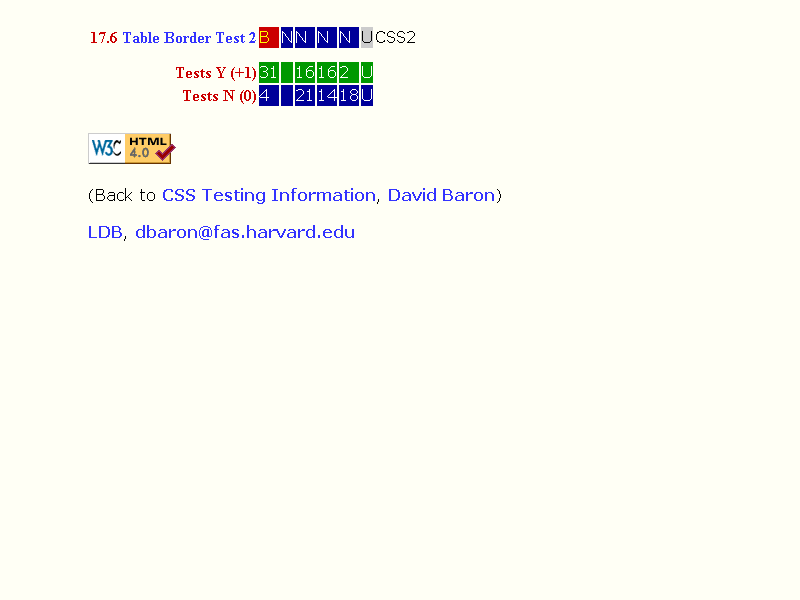 17.6 Table Border Test 2 B N N N N U CSS2
Tests Y (+1) 31 16 16 2 U
Tests N (0) 4 21 14 18 U
W3C HTML 4.0
(Back to CSS Testing Information, David Baron)
LDB, dbaron@fas.harvard.edu